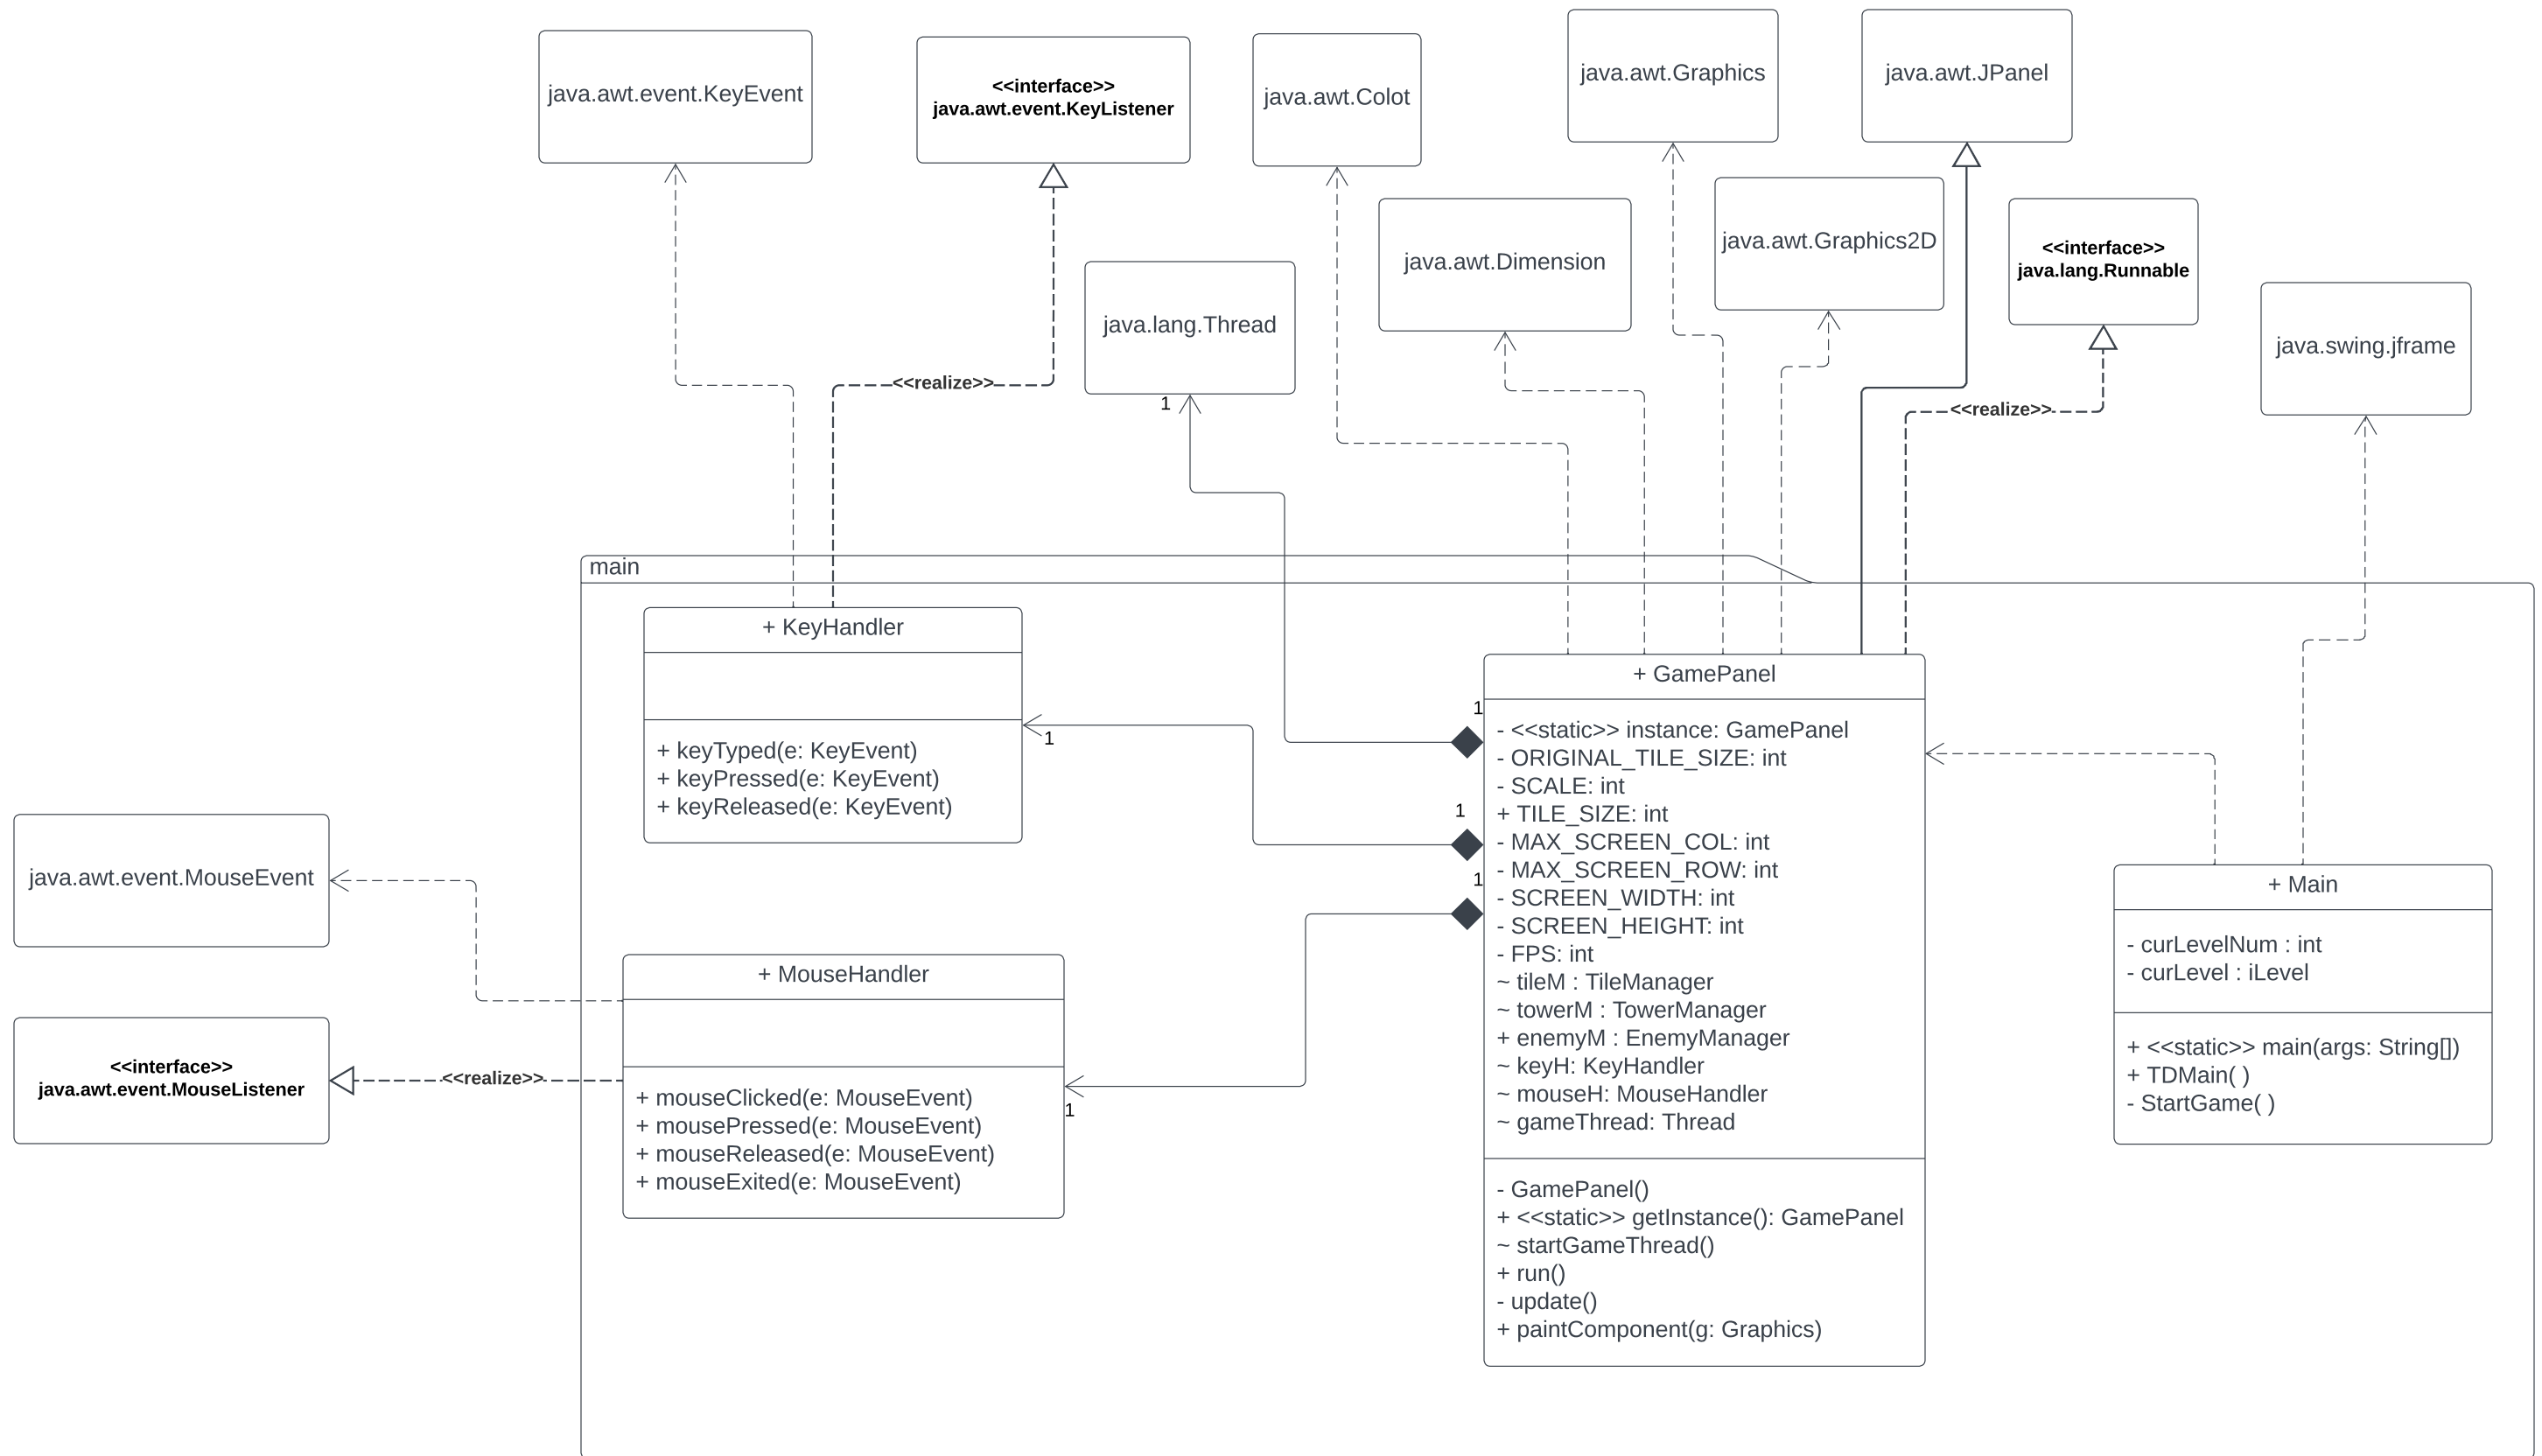 java.awt.event.KeyEvent
<<interface>>
java.awt.event.KeyListener
java.awt.Colot
java.awt.Graphics
java.awt.JPanel
java.lang.Thread
java.awt.Dimension
java.awt.Graphics2D
<<interface>>
java.lang.Runnable
java.swing.jframe
<<realize>>
1
<<realize>>
main
+ KeyHandler
+ keyTyped(e: KeyEvent)
+ keyPressed(e: KeyEvent)
+ keyReleased(e: KeyEvent)
1
java.awt.event.MouseEvent
<<interface>>
java.awt.event.MouseListener
<<realize>>
+ MouseHandler
+ mouseClicked(e: MouseEvent)
+ mousePressed(e: MouseEvent)
+ mouseReleased(e: MouseEvent)
+ mouseExited(e: MouseEvent)
1
1
1
1
+ GamePanel
- <<static>> instance: GamePanel
- ORIGINAL_TILE_SIZE: int
- SCALE: int
+ TILE_SIZE: int
- MAX_SCREEN_COL: int
- MAX_SCREEN_ROW: int
- SCREEN_WIDTH: int
- SCREEN_HEIGHT: int
- FPS: int
~ tileM : TileManager
~ towerM : TowerManager
+ enemyM : EnemyManager
~ keyH: KeyHandler
~ mouseH: MouseHandler
~ gameThread: Thread
- GamePanel()
+ <<static>> getInstance(): GamePanel
~ startGameThread()
+ run()
- update()
+ paintComponent(g: Graphics)
+ Main
- curLevelNum : int
- curLevel : iLevel
+ <<static>> main(args: String[])
+ TDMain( )
- StartGame( )